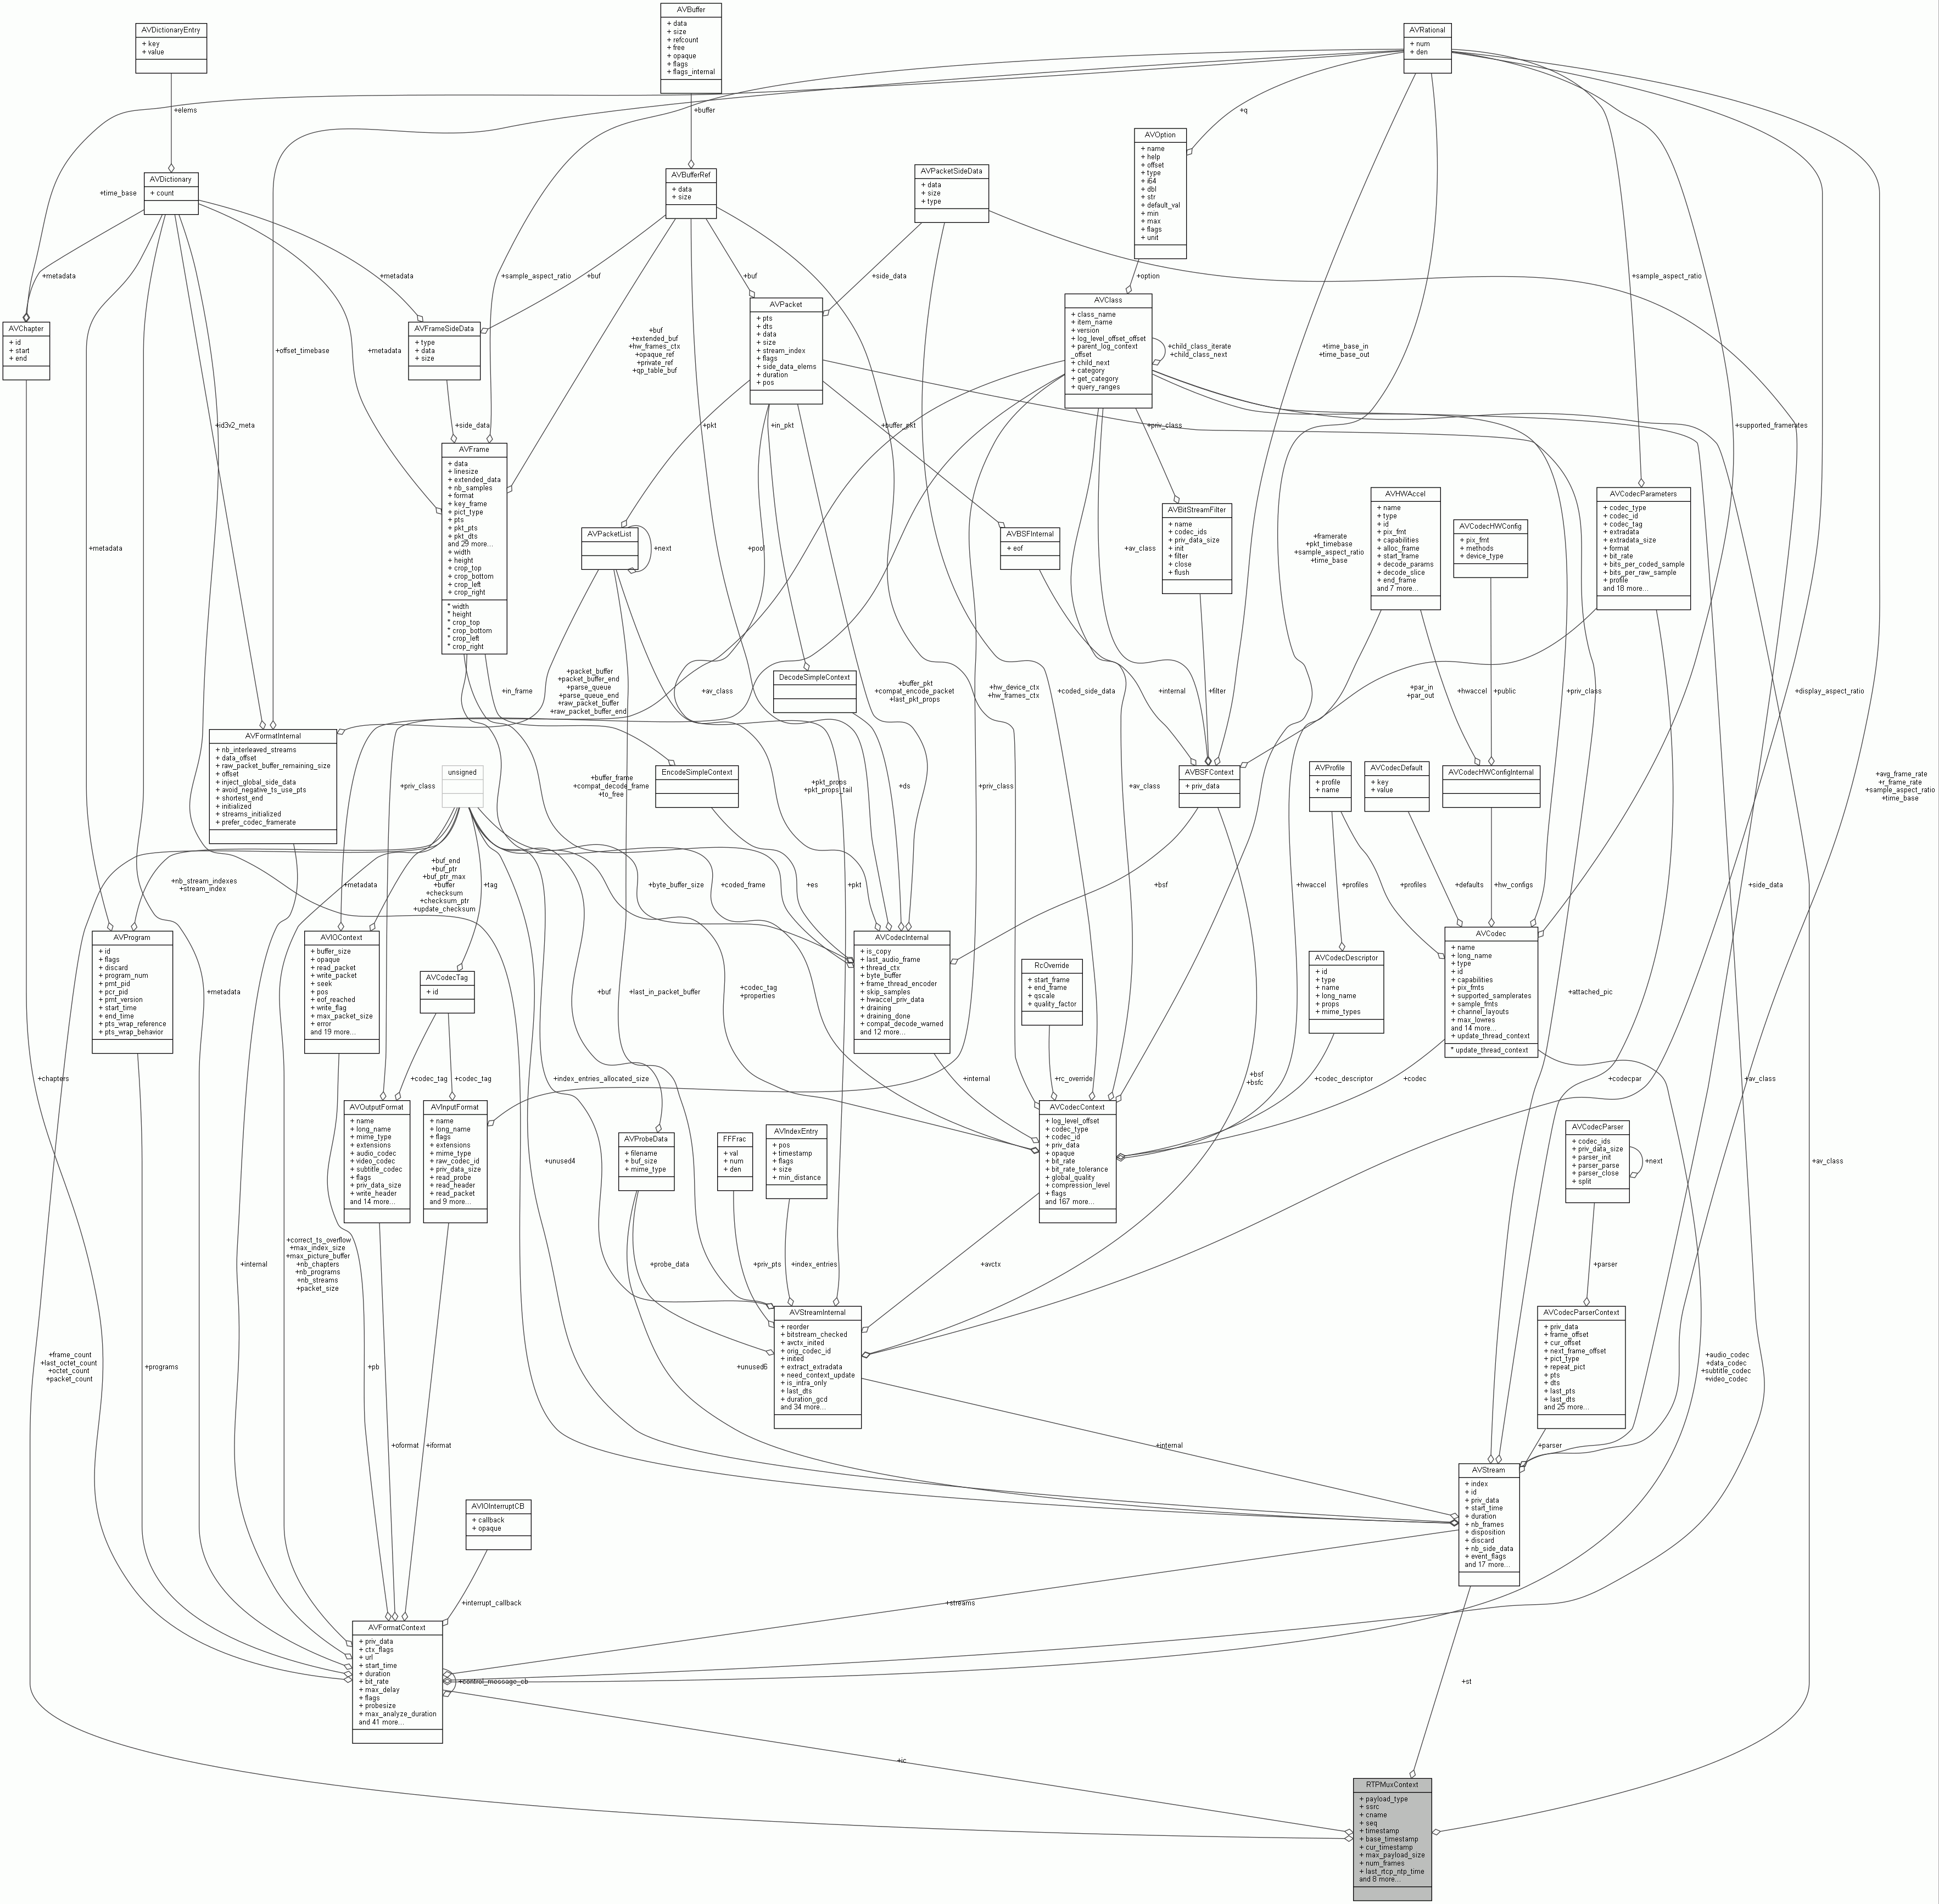 AVDictionaryEntry
+ key
+ value
AVBuffer
+ data
+ size
+ refcount
+ free
+ opaque
+ flags
+ flags_internal
AVRational
+ num
+ den
+elems
+buffer
+q
AVOption
+ name
+ help
+ offset
+ type
+ i64
+ dbl
+ str
+ default_val
+ min
+ max
+ flags
+ unit
AVDictionary
+ count
+time_base
AVBufferRef
+ data
+ size
AVPacketSideData
+ data
+ size
+ type
+metadata
+metadata
+sample_aspect_ratio
+buf
+buf
+side_data
+option
+sample_aspect_ratio
AVChapter
+ id
+ start
+ end
+offset_timebase
+metadata
AVFrameSideData
+ type
+ data
+ size
+buf
+extended_buf
+hw_frames_ctx
+opaque_ref
+private_ref
+qp_table_buf
AVPacket
+ pts
+ dts
+ data
+ size
+ stream_index
+ flags
+ side_data_elems
+ duration
+ pos
AVClass
+ class_name
+ item_name
+ version
+ log_level_offset_offset
+ parent_log_context
_offset
+ child_next
+ category
+ get_category
+ query_ranges
+child_class_iterate
+child_class_next
+time_base_in
+time_base_out
+id3v2_meta
+side_data
+pkt
+in_pkt
+buffer_pkt
+priv_class
+supported_framerates
AVFrame
+ data
+ linesize
+ extended_data
+ nb_samples
+ format
+ key_frame
+ pict_type
+ pts
+ pkt_pts
+ pkt_dts
and 29 more...
+ width
+ height
+ crop_top
+ crop_bottom
+ crop_left
+ crop_right
* width
* height
* crop_top
* crop_bottom
* crop_left
* crop_right
+metadata
AVPacketList
+next
+pool
AVBSFInternal
+ eof
+av_class
AVBitStreamFilter
+ name
+ codec_ids
+ priv_data_size
+ init
+ filter
+ close
+ flush
+framerate
+pkt_timebase
+sample_aspect_ratio
+time_base
AVHWAccel
+ name
+ type
+ id
+ pix_fmt
+ capabilities
+ alloc_frame
+ start_frame
+ decode_params
+ decode_slice
+ end_frame
and 7 more...
AVCodecHWConfig
+ pix_fmt
+ methods
+ device_type
AVCodecParameters
+ codec_type
+ codec_id
+ codec_tag
+ extradata
+ extradata_size
+ format
+ bit_rate
+ bits_per_coded_sample
+ bits_per_raw_sample
+ profile
and 18 more...
+in_frame
+packet_buffer
+packet_buffer_end
+parse_queue
+parse_queue_end
+raw_packet_buffer
+raw_packet_buffer_end
+av_class
DecodeSimpleContext
+buffer_pkt
+compat_encode_packet
+last_pkt_props
+hw_device_ctx
+hw_frames_ctx
+coded_side_data
+internal
+filter
+par_in
+par_out
+hwaccel
+public
+priv_class
+display_aspect_ratio
AVFormatInternal
+ nb_interleaved_streams
+ data_offset
+ raw_packet_buffer_remaining_size
+ offset
+ inject_global_side_data
+ avoid_negative_ts_use_pts
+ shortest_end
+ initialized
+ streams_initialized
+ prefer_codec_framerate
+priv_class
unsigned
+buffer_frame
+compat_decode_frame
+to_free
EncodeSimpleContext
+pkt_props
+pkt_props_tail
+ds
+priv_class
+av_class
AVBSFContext
+ priv_data
AVProfile
+ profile
+ name
AVCodecDefault
+ key
+ value
AVCodecHWConfigInternal
+avg_frame_rate
+r_frame_rate
+sample_aspect_ratio
+time_base
+nb_stream_indexes
+stream_index
+metadata
+buf_end
+buf_ptr
+buf_ptr_max
+buffer
+checksum
+checksum_ptr
+update_checksum
+tag
+byte_buffer_size
+coded_frame
+es
+pkt
+bsf
+hwaccel
+profiles
+profiles
+defaults
+hw_configs
+side_data
AVProgram
+ id
+ flags
+ discard
+ program_num
+ pmt_pid
+ pcr_pid
+ pmt_version
+ start_time
+ end_time
+ pts_wrap_reference
+ pts_wrap_behavior
+metadata
AVIOContext
+ buffer_size
+ opaque
+ read_packet
+ write_packet
+ seek
+ pos
+ eof_reached
+ write_flag
+ max_packet_size
+ error
and 19 more...
AVCodecTag
+ id
+buf
+last_in_packet_buffer
+codec_tag
+properties
AVCodecInternal
+ is_copy
+ last_audio_frame
+ thread_ctx
+ byte_buffer
+ frame_thread_encoder
+ skip_samples
+ hwaccel_priv_data
+ draining
+ draining_done
+ compat_decode_warned
and 12 more...
RcOverride
+ start_frame
+ end_frame
+ qscale
+ quality_factor
AVCodecDescriptor
+ id
+ type
+ name
+ long_name
+ props
+ mime_types
AVCodec
+ name
+ long_name
+ type
+ id
+ capabilities
+ pix_fmts
+ supported_samplerates
+ sample_fmts
+ channel_layouts
+ max_lowres
and 14 more...
+ update_thread_context
* update_thread_context
+attached_pic
+chapters
+codec_tag
+codec_tag
+index_entries_allocated_size
+internal
+rc_override
+bsf
+bsfc
+codec_descriptor
+codec
+codecpar
+av_class
AVOutputFormat
+ name
+ long_name
+ mime_type
+ extensions
+ audio_codec
+ video_codec
+ subtitle_codec
+ flags
+ priv_data_size
+ write_header
and 14 more...
AVInputFormat
+ name
+ long_name
+ flags
+ extensions
+ mime_type
+ raw_codec_id
+ priv_data_size
+ read_probe
+ read_header
+ read_packet
and 9 more...
+unused4
AVProbeData
+ filename
+ buf_size
+ mime_type
FFFrac
+ val
+ num
+ den
AVIndexEntry
+ pos
+ timestamp
+ flags
+ size
+ min_distance
AVCodecContext
+ log_level_offset
+ codec_type
+ codec_id
+ priv_data
+ opaque
+ bit_rate
+ bit_rate_tolerance
+ global_quality
+ compression_level
+ flags
and 167 more...
AVCodecParser
+ codec_ids
+ priv_data_size
+ parser_init
+ parser_parse
+ parser_close
+ split
+next
+av_class
+internal
+correct_ts_overflow
+max_index_size
+max_picture_buffer
+nb_chapters
+nb_programs
+nb_streams
+packet_size
+probe_data
+priv_pts
+index_entries
+avctx
+parser
AVStreamInternal
+ reorder
+ bitstream_checked
+ avctx_inited
+ orig_codec_id
+ inited
+ extract_extradata
+ need_context_update
+ is_intra_only
+ last_dts
+ duration_gcd
and 34 more...
AVCodecParserContext
+ priv_data
+ frame_offset
+ cur_offset
+ next_frame_offset
+ pict_type
+ repeat_pict
+ pts
+ dts
+ last_pts
+ last_dts
and 25 more...
+frame_count
+last_octet_count
+octet_count
+packet_count
+programs
+pb
+unused6
+audio_codec
+data_codec
+subtitle_codec
+video_codec
+oformat
+iformat
+internal
+parser
AVStream
+ index
+ id
+ priv_data
+ start_time
+ duration
+ nb_frames
+ disposition
+ discard
+ nb_side_data
+ event_flags
and 17 more...
AVIOInterruptCB
+ callback
+ opaque
+interrupt_callback
+streams
AVFormatContext
+ priv_data
+ ctx_flags
+ url
+ start_time
+ duration
+ bit_rate
+ max_delay
+ flags
+ probesize
+ max_analyze_duration
and 41 more...
+control_message_cb
+st
+ic
RTPMuxContext
+ payload_type
+ ssrc
+ cname
+ seq
+ timestamp
+ base_timestamp
+ cur_timestamp
+ max_payload_size
+ num_frames
+ last_rtcp_ntp_time
and 8 more...